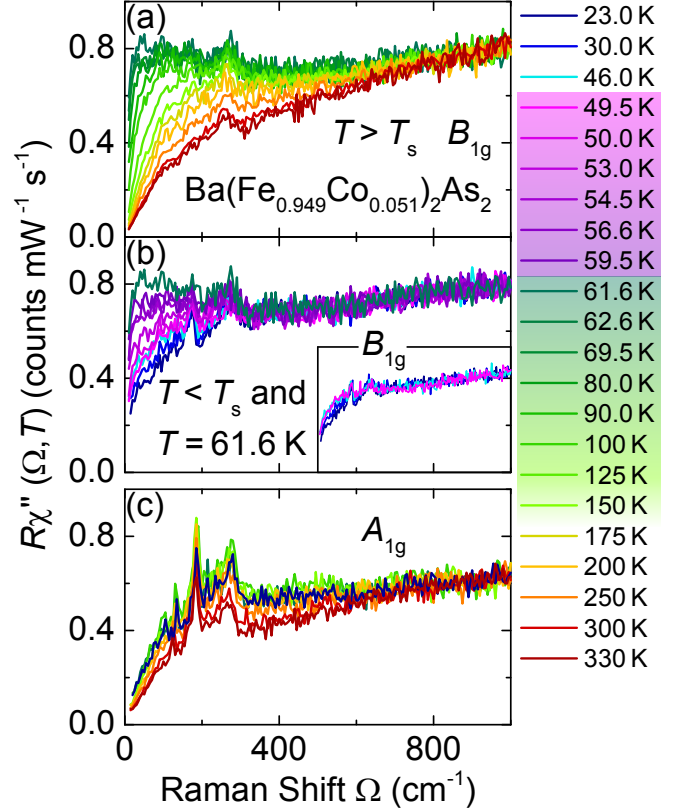 (a)
0.8
0.4
0.0
T > Ts B1g
Ba(Fe0.949Co0.051)2As2
(b)
0.8
0.4
0.0
B1g
T < Ts and
T = 61.6 K
(c)
0.8
0.4
0.0
A1g
0 400 800
Raman Shift Ω (cm-1)
Rχ'' (Ω,T) (counts mW-1 s-1)
23.0 K
30.0 K
46.0 K
49.5 K
50.0 K
53.0 K
54.5 K
56.6 K
59.5 K
61.6 K
62.6 K
69.5 K
80.0 K
90.0 K
100 K
125 K
150 K
175 K
200 K
250 K
300 K
330 K